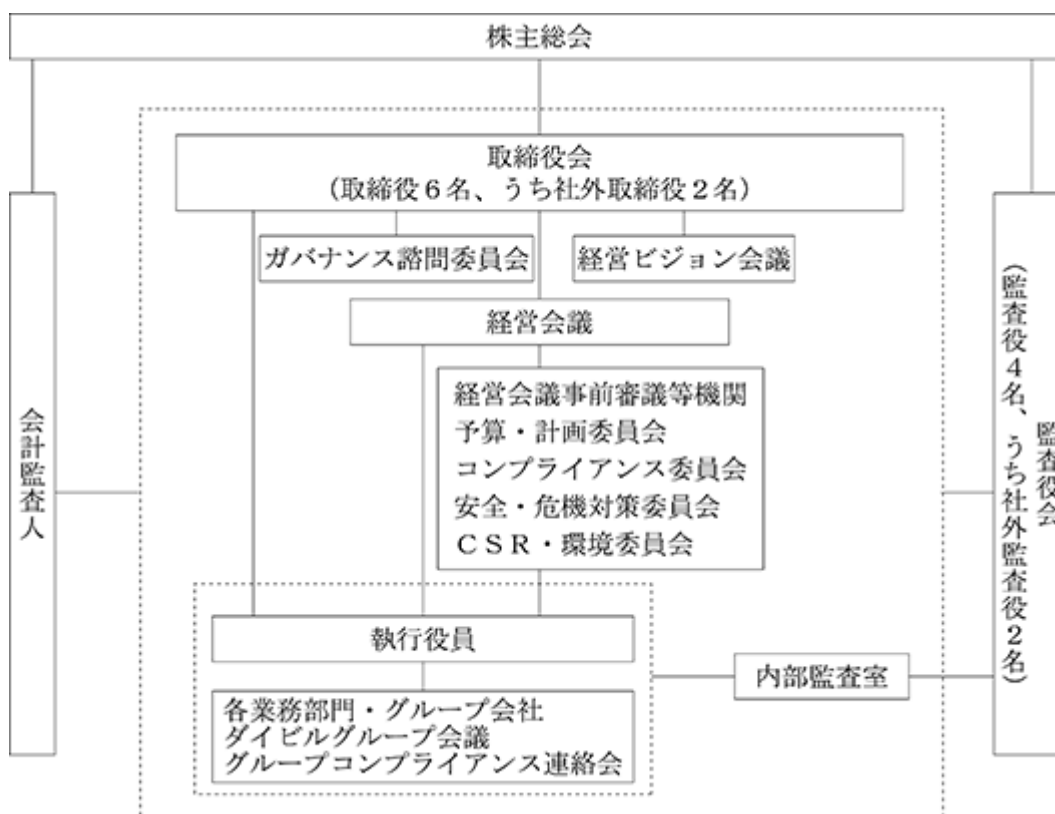 株主総会
取締役会
（取締役６名、うち社外取締役２名）
ガバナンス諮問委員会
経営ビジョン会議
経営会議
経営会議事前審議等機関
予算・計画委員会
コンプライアンス委員会
安全・危機対策委員会
ＣＳＲ・環境委員会
会計監査人
監査役会
（監査役４名、うち社外監査役２名）
執行役員
内部監査室
各業務部門・グループ会社
ダイビルグループ会議
グループコンプライアンス連絡会